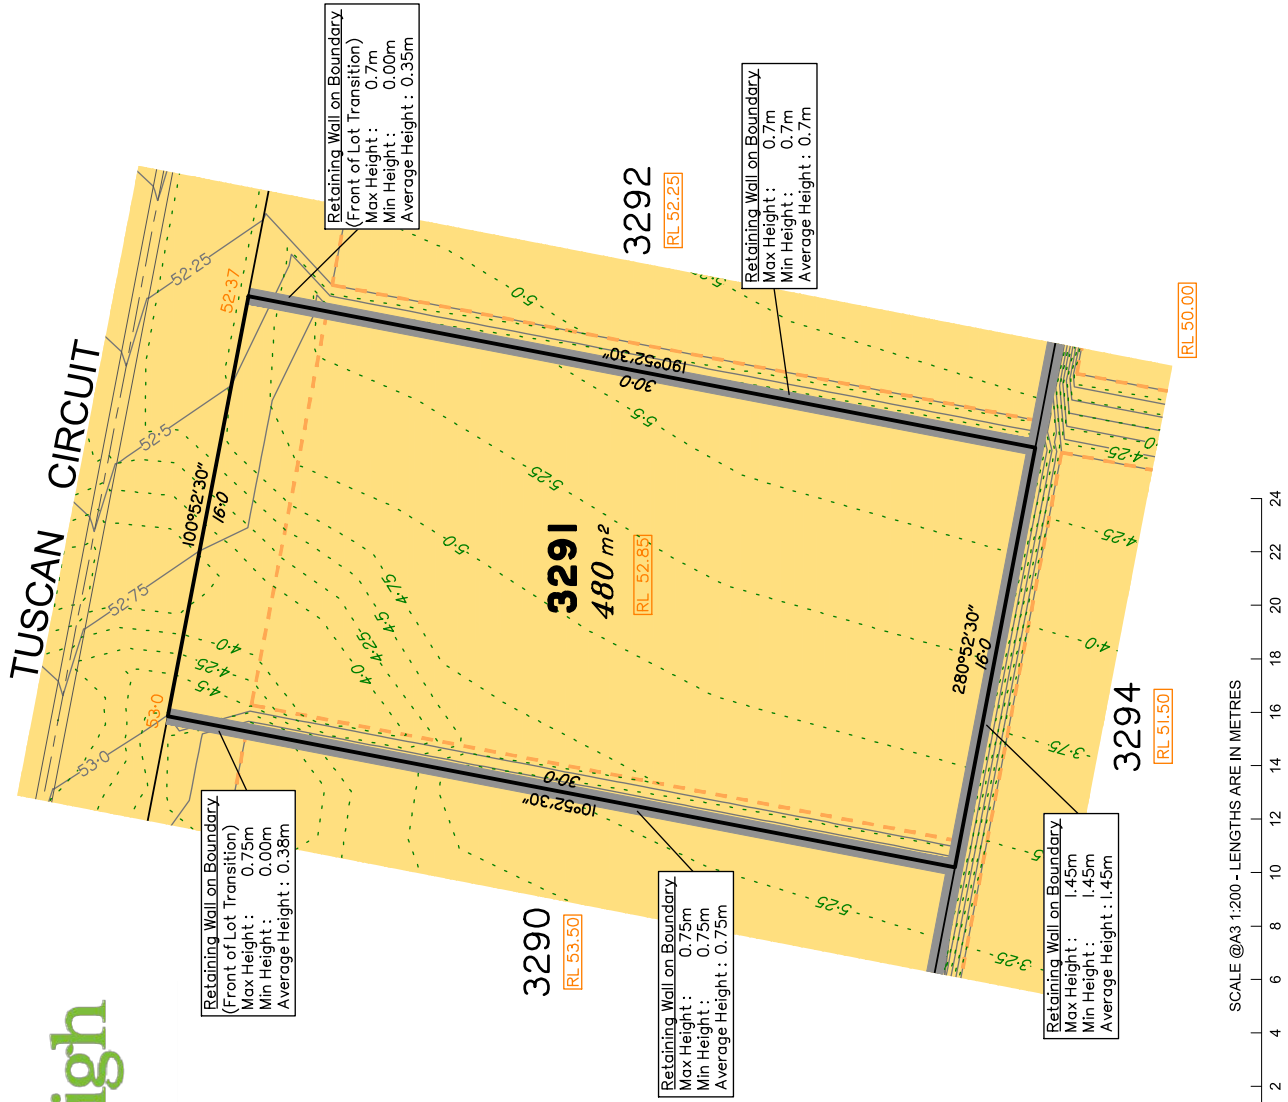 TUSCAN CIRCUIT
Retaining Wall on Boundary
(Front of Lot Transition)
Max Height : 0.7m
Min Height : 0.00m
Average Height : 0.35m
Retaining Wall on Boundary
Max Height : 0.7m
Min Height : 0.7m
Average Height : 0.7m
3292
RL 52.25
RL 50.00
52·25
52·37
52·5
52·75
53·0
53·0
100°52'30"
16·0
190°52'30"
30·0
5·0
5·5
5·25
5·0
4·75
4·5
4·25
4·0
4·0
4·25
4·5
3291
480 m²
RL 52.85
280°52'30"
16·0
10°52'30"
30·0
4·25
4·25
4·0
3·75
3294
RL 51.50
Retaining Wall on Boundary
(Front of Lot Transition)
Max Height : 0.75m
Min Height : 0.00m
Average Height : 0.38m
3290
RL 53.50
Retaining Wall on Boundary
Max Height : 0.75m
Min Height : 0.75m
Average Height : 0.75m
5·25
3·25
Retaining Wall on Boundary
Max Height : 1.45m
Min Height : 1.45m
Average Height : 1.45m
igh
SCALE @A3 1:200 - LENGTHS ARE IN METRES
2 4 6 8 10 12 14 16 18 20 22 24